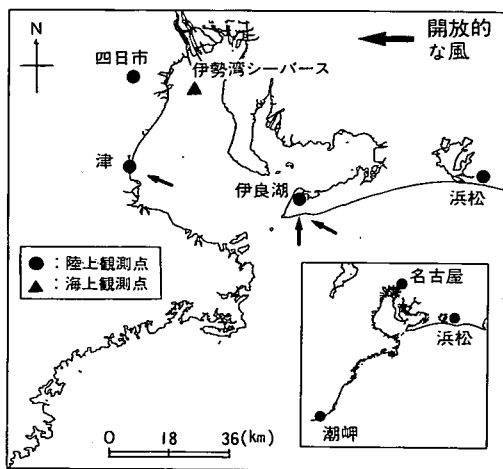 N
開放的
な風
四日市
伊勢湾シーバース
津
伊良湖
浜松
●：陸上観測点
▲：海上観測点
名古屋
浜松
潮岬
0 18 36(km)